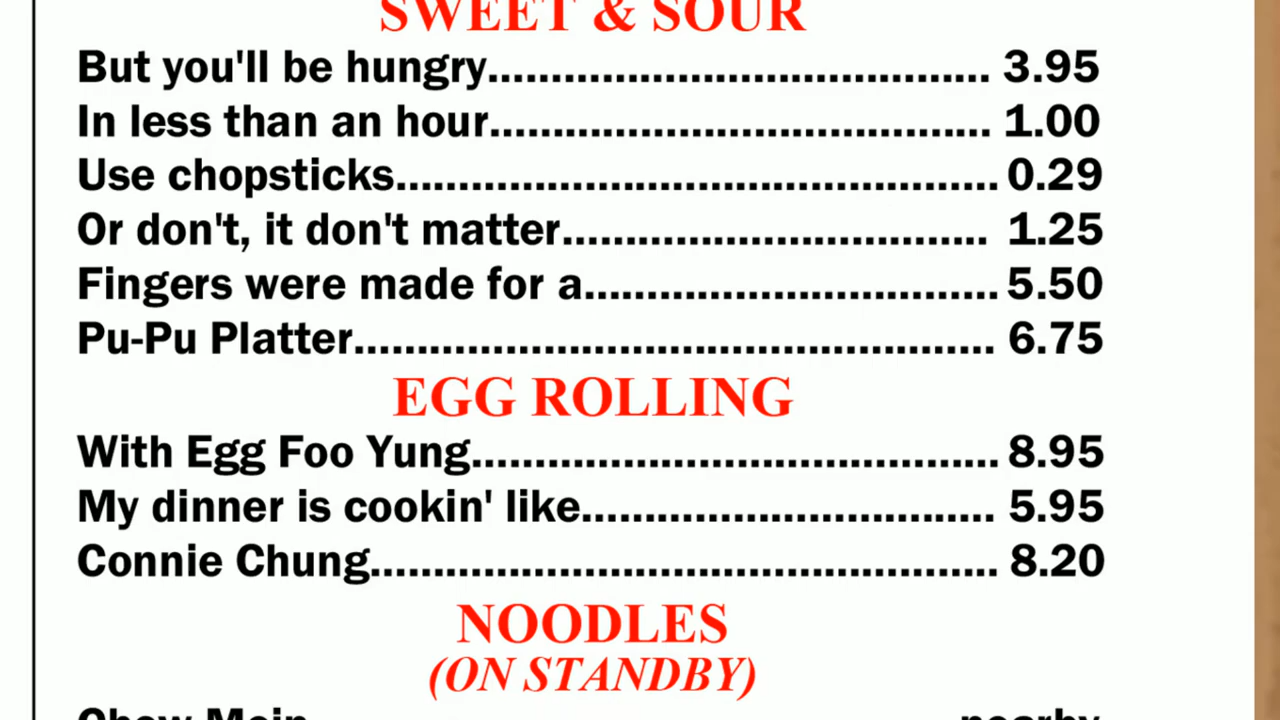 SWEET & SOUR
But you'll be hungry........................................ 3.95
In less than an hour........................................ 1.00
Use chopsticks................................................ 0.29
Or don't, it don't matter.................................. 1.25
Fingers were made for a................................. 5.50
Pu-Pu Platter................................................... 6.75
EGG ROLLING
With Egg Foo Yung.......................................... 8.95
My dinner is cookin' like................................. 5.95
Connie Chung.................................................. 8.20
NOODLES
(ON STANDBY)
Chow Mein nearby